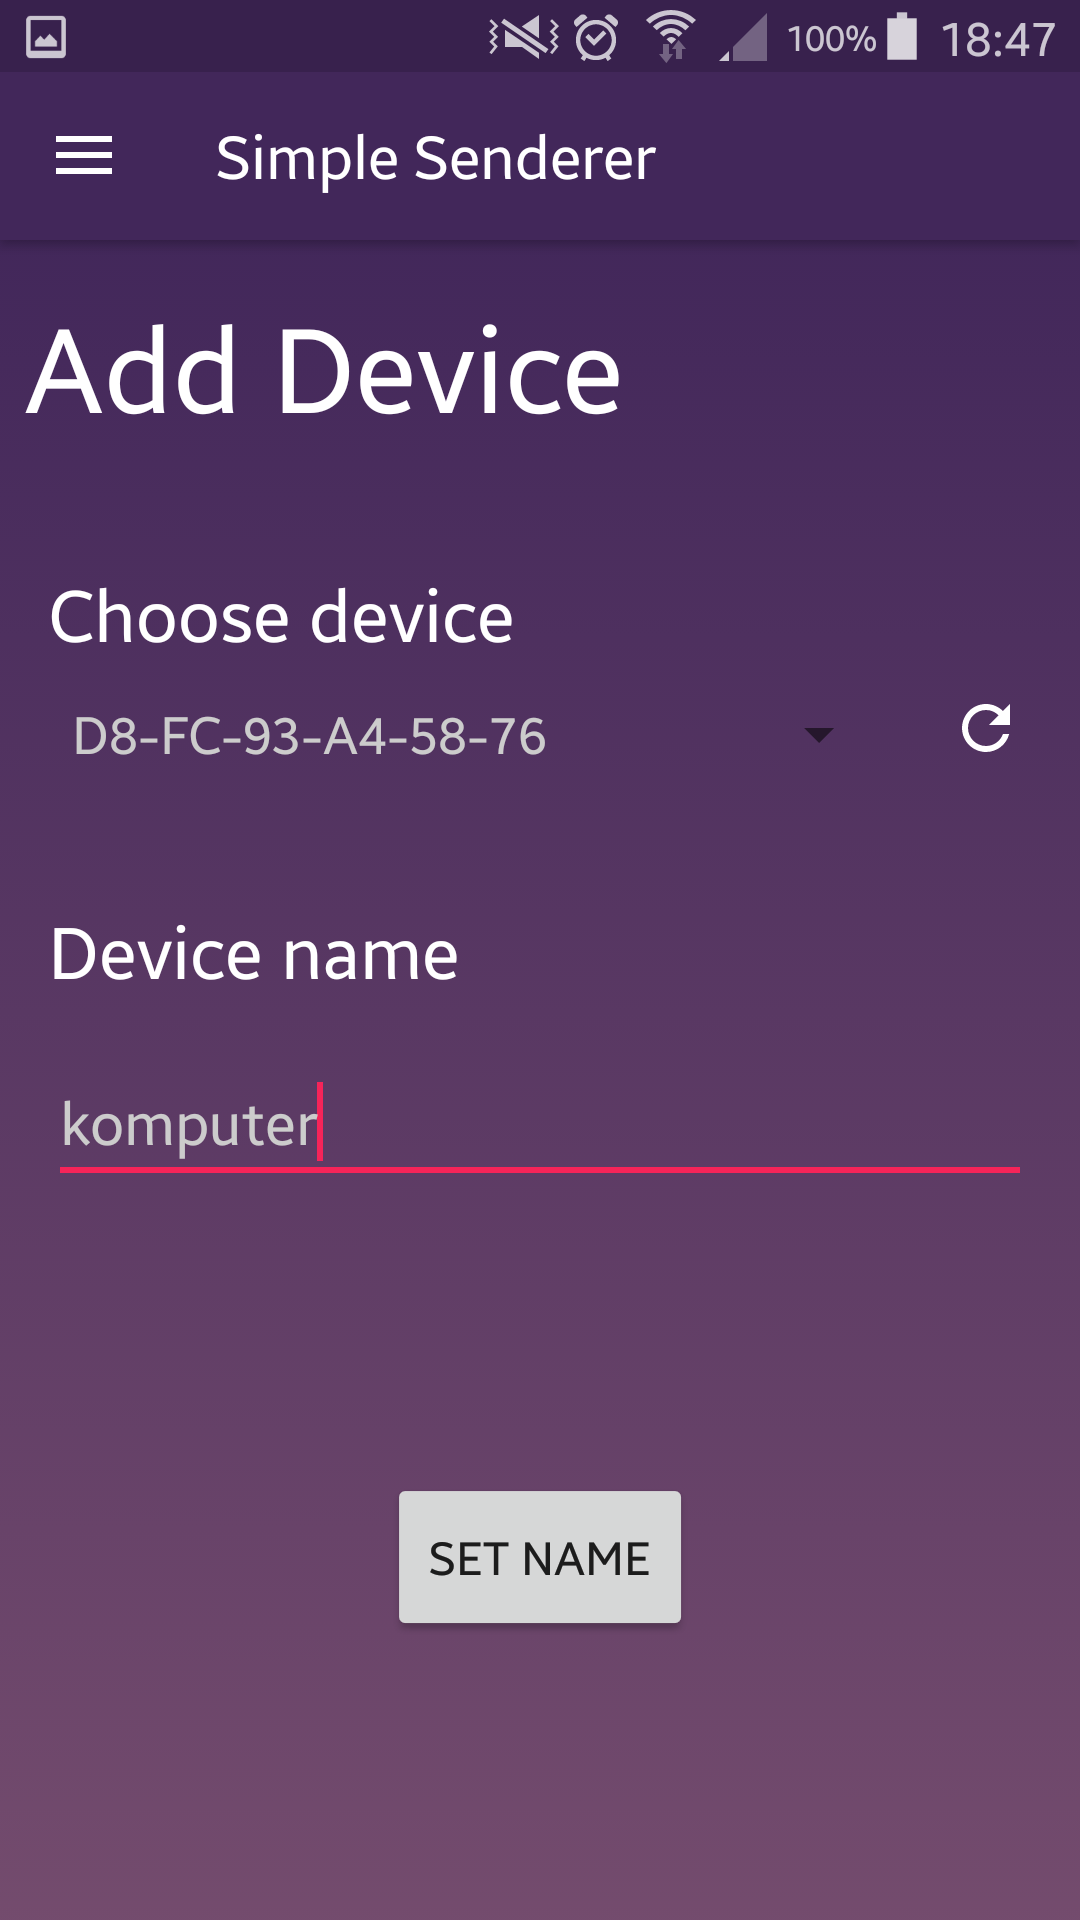 100% 18:47
Simple Senderer
Add Device
Choose device
D8-FC-93-A4-58-76
Device name
komputer
SET NAME